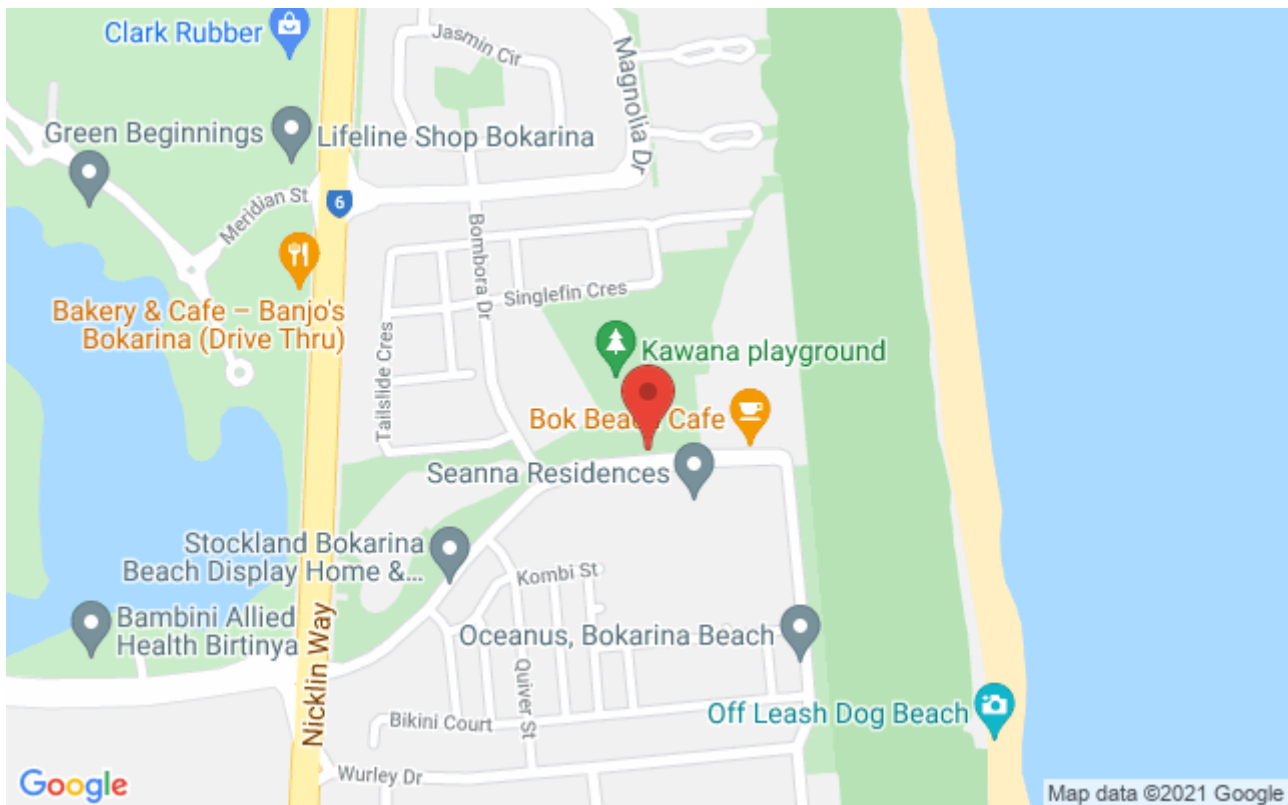 Clark Rubber
Jasmin Cir
Magnolia Dr
Green Beginnings
Lifeline Shop Bokarina
Meridian St
6
Bombora Dr
Bakery & Cafe – Banjo's
Bokarina (Drive Thru)
Singlefin Cres
Tailslide Cres
Kawana playground
Bok Beach Cafe
Seanna Residences
Stockland Bokarina
Beach Display Home &...
Kombi St
Bambini Allied
Health Birtinya
Oceanus, Bokarina Beach
Nicklin Way
Quiver St
Bikini Court
Off Leash Dog Beach
Wurley Dr
Google
Map data ©2021 Google